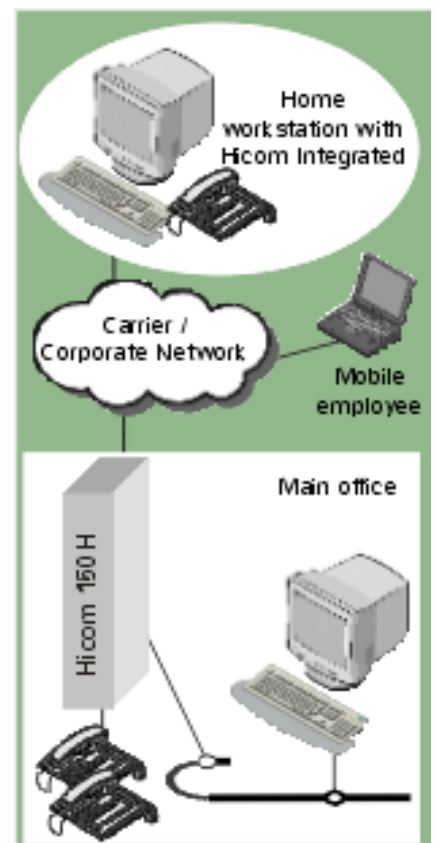 Home
workstation with
Hicom Integrated
Carrier /
Corporate Network
Mobile
employee
Main office
Hicom 150 H